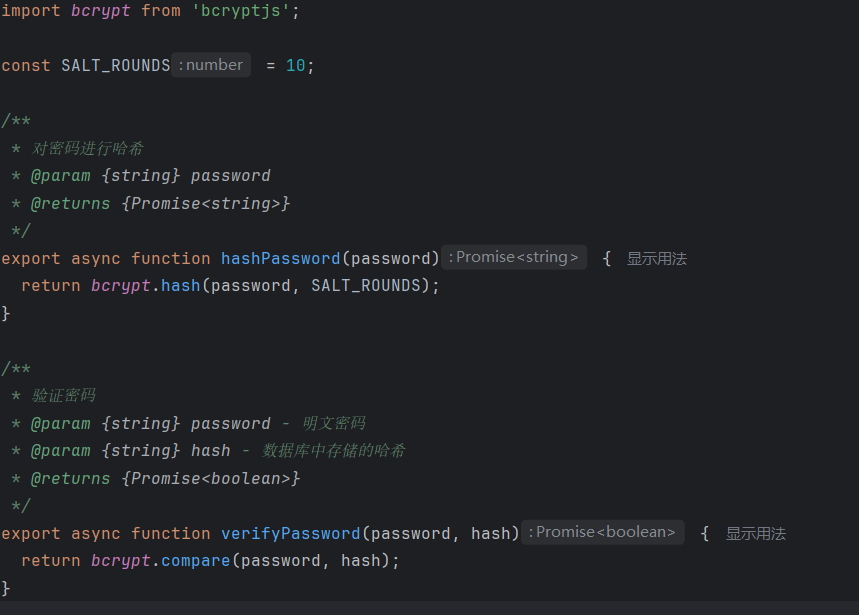 import bcrypt from 'bcryptjs';
const SALT_ROUNDS : number = 10;
/**
* 对密码进行哈希
* @param {string} password
* @returns {Promise<string>}
*/
export async function hashPassword(password) : Promise<string> { 显示用法
return bcrypt.hash(password, SALT_ROUNDS);
}
/**
* 验证密码
* @param {string} password - 明文密码
* @param {string} hash - 数据库中存储的哈希
* @returns {Promise<boolean>}
*/
export async function verifyPassword(password, hash) : Promise<boolean> { 显示用法
return bcrypt.compare(password, hash);
}